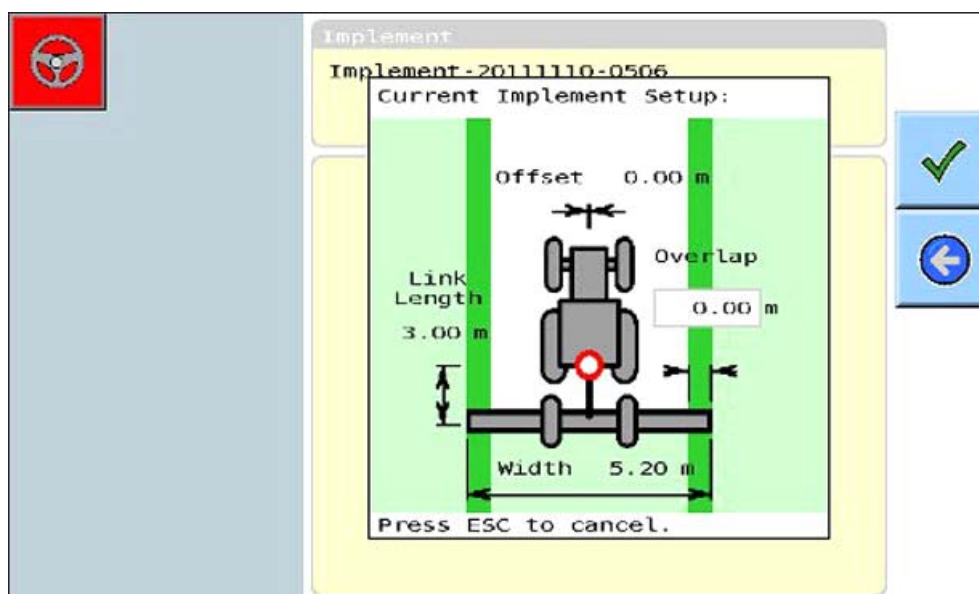 Implement
Implement-20111110-0506
Current Implement Setup:
Offset 0.00 m
Overlap
0.00 m
Link
Length
3.00 m
Width 5.20 m
Press ESC to cancel.